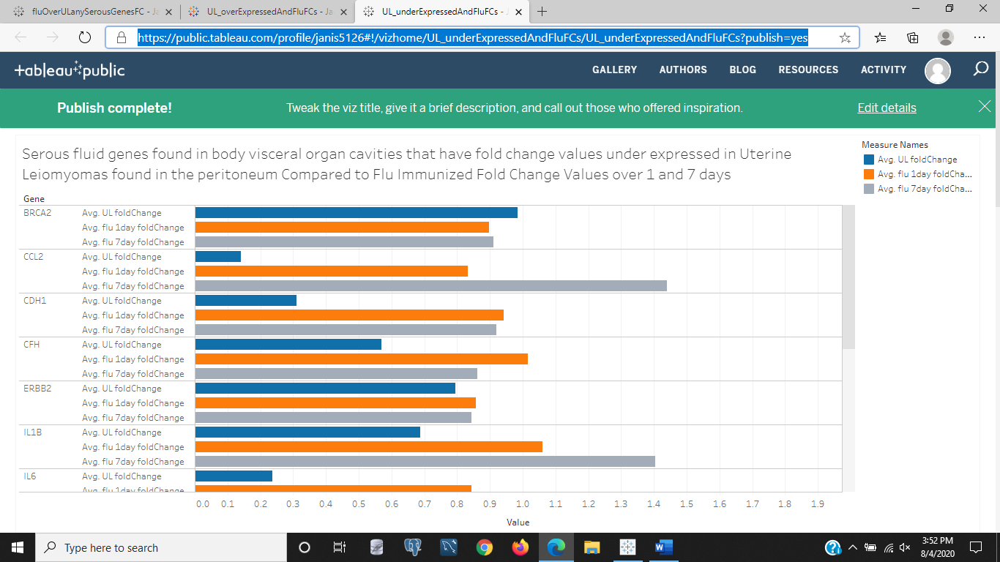 fluOverULanySerousGenesFC - Ja
UL_overExpressedAndFluFCs - Ja
UL_underExpressedAndFluFCs - J
https://public.tableau.com/profile/janis5126#!/vizhome/UL_underExpressedAndFluFCs/UL_underExpressedAndFluFCs?publish=yes
+ableau public
GALLERY AUTHORS BLOG RESOURCES ACTIVITY
Publish complete! Tweak the viz title, give it a brief description, and call out those who offered inspiration. Edit details
Serous fluid genes found in body visceral organ cavities that have fold change values under expressed in Uterine
Leiomyomas found in the peritoneum Compared to Flu Immunized Fold Change Values over 1 and 7 days
Measure Names
Avg. UL foldChange
Avg. flu 1day foldCha...
Avg. flu 7day foldCha...
Gene
BRCA2 Avg. UL foldChange
Avg. flu 1day foldChange
Avg. flu 7day foldChange
CCL2 Avg. UL foldChange
Avg. flu 1day foldChange
Avg. flu 7day foldChange
CDH1 Avg. UL foldChange
Avg. flu 1day foldChange
Avg. flu 7day foldChange
CFH Avg. UL foldChange
Avg. flu 1day foldChange
Avg. flu 7day foldChange
ERBB2 Avg. UL foldChange
Avg. flu 1day foldChange
Avg. flu 7day foldChange
IL1B Avg. UL foldChange
Avg. flu 1day foldChange
Avg. flu 7day foldChange
IL6 Avg. UL foldChange
Avg. flu 1day foldChange
0.0 0.1 0.2 0.3 0.4 0.5 0.6 0.7 0.8 0.9 1.0 1.1 1.2 1.3 1.4 1.5 1.6 1.7 1.8 1.9
Value
Type here to search
3:52 PM
8/4/2020